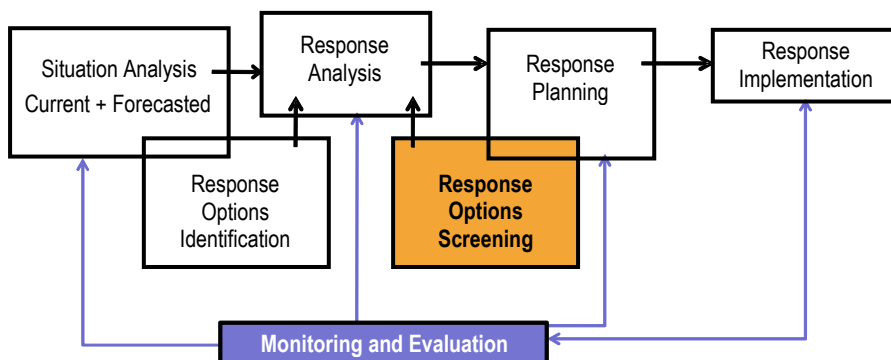 Situation Analysis
Current + Forecasted
Response
Analysis
Response
Planning
Response
Implementation
Response
Options
Identification
Response
Options
Screening
Monitoring and Evaluation